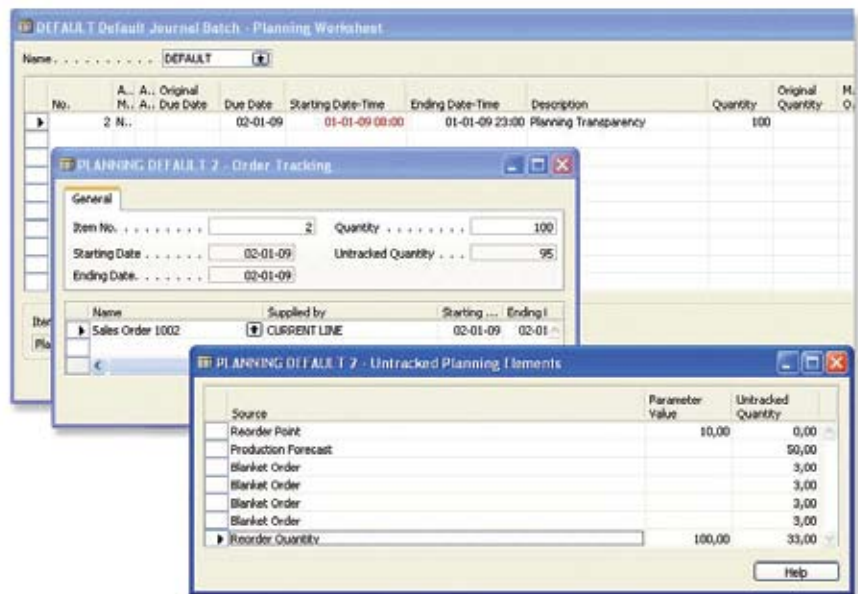 DEFAULT Default Journal Batch - Planning Worksheet
Name . . . . . . . . . . DEFAULT
No. A... M... A... A... Original Due Date Due Date Starting Date-Time Ending Date-Time Description Quantity Original Quantity M. O.
2 N... 02-01-09 01-01-09 08:00 01-01-09 23:00 Planning Transparency 100
PLANNING DEFAULT 2 - Order Tracking
General
Item No. . . . . . . . . 2 Quantity . . . . . . . . 100
Starting Date . . . . . . 02-01-09 Untracked Quantity . . . 95
Ending Date. . . . . . . 02-01-09
Name Supplied by Starting ... Ending I
Sales Order 1002 CURRENT LINE 02-01-09 02-01
Iter
Pla
PLANNING DEFAULT 2 - Untracked Planning Elements
Source Parameter Value Untracked Quantity
Reorder Point 10,00 0,00
Production Forecast 50,00
Blanket Order 3,00
Blanket Order 3,00
Blanket Order 3,00
Blanket Order 3,00
Reorder Quantity 100,00 33,00
Help